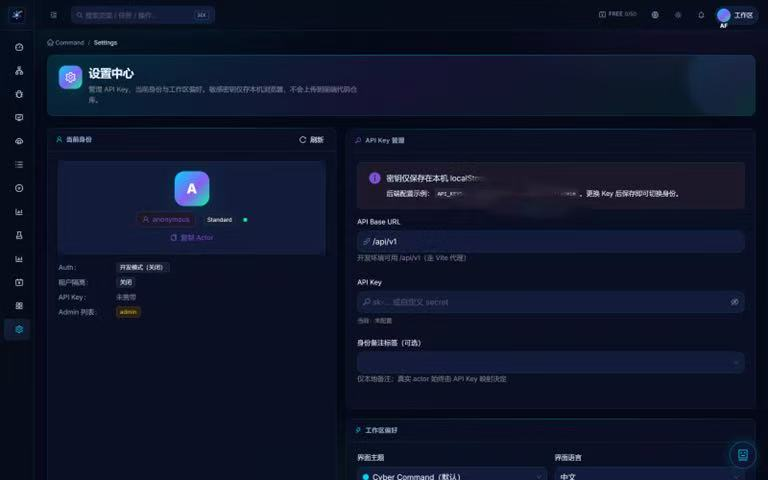 搜索页面 / 任务 / 操作... ⌘K
FREE 0/50
工作区
AF
Command / Settings
设置中心
管理 API Key、当前身份与工作区偏好。敏感密钥仅存本机浏览器，不会上传到前端代码仓
库。
当前身份
刷新
A
anonymous Standard
复制 Actor
Auth: 开发模式（关闭）
租户隔离: 关闭
API Key: 未携带
Admin 列表: admin
API Key 管理
密钥仅保存在本机 localStor
后端配置示例: API_KEYS 。更换 Key 后保存即可切换身份。
API Base URL
/api/v1
开发环境可用 /api/v1（走 Vite 代理）
API Key
sk-... 或自定义 secret
当前: 未配置
身份备注标签（可选）
仅本地备注；真实 actor 始终由 API Key 映射决定
工作区偏好
界面主题
Cyber Command（默认）
界面语言
中文